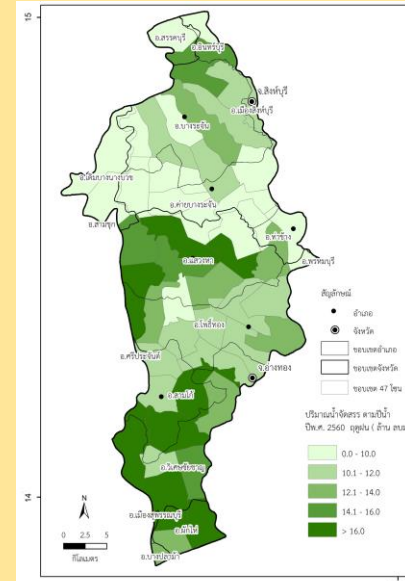 15
อ.สรรคบุรี
อ.อินทร์บุรี
จ.สิงห์บุรี
อ.เมืองสิงห์บุรี
อ.บางระจัน
อ.เดิมบางนางบวช
อ.ค่ายบางระจัน
อ.สามชุก
อ.ท่าช้าง
อ.พรหมบุรี
อ.แสวงหา
อ.โพธิ์ทอง
อ.ศรีประจันต์
จ.อ่างทอง
อ.สามโก้
อ.วิเศษชัยชาญ
14
อ.เมืองสุพรรณบุรี
อ.ผักไห่
อ.บางปลาม้า
N
0 2.5 5
กิโลเมตร
สัญลักษณ์
อำเภอ
จังหวัด
ขอบเขตอำเภอ
ขอบเขตจังหวัด
ขอบเขต 47 โซน
ปริมาณน้ำจัดสรร ตามปีน้ำ
ปีพ.ศ. 2560 ฤดูฝน ( ล้าน ลบม
0.0 - 10.0
10.1 - 12.0
12.1 - 14.0
14.1 - 16.0
> 16.0